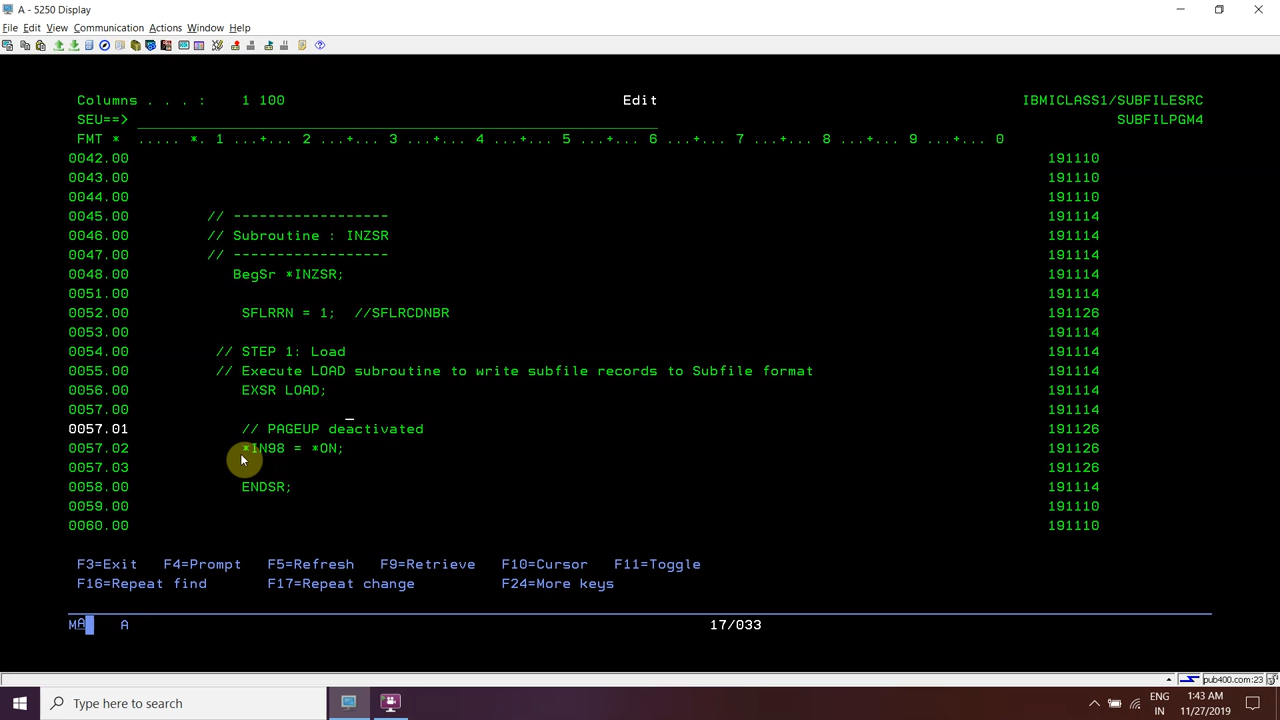 A - 5250 Display
File Edit View Communication Actions Window Help
Columns . . . : 1 100 Edit IBMICLASS1/SUBFILESRC
SEU==> SUBFILPGM4
FMT * ..... *. 1 ...+... 2 ...+... 3 ...+... 4 ...+... 5 ...+... 6 ...+... 7 ...+... 8 ...+... 9 ...+... 0
0042.00 191110
0043.00 191110
0044.00 191110
0045.00 // ------------------ 191114
0046.00 // Subroutine : INZSR 191114
0047.00 // ------------------ 191114
0048.00 BegSr *INZSR; 191114
0051.00 191114
0052.00 SFLRRN = 1; //SFLRCDNBR 191126
0053.00 191114
0054.00 // STEP 1: Load 191114
0055.00 // Execute LOAD subroutine to write subfile records to Subfile format 191114
0056.00 EXSR LOAD; 191114
0057.00 191114
0057.01 // PAGEUP deactivated 191126
0057.02 *IN98 = *ON; 191126
0057.03 191126
0058.00 ENDSR; 191114
0059.00 191110
0060.00 191110
F3=Exit F4=Prompt F5=Refresh F9=Retrieve F10=Cursor F11=Toggle
F16=Repeat find F17=Repeat change F24=More keys
MA A 17/033
pub400.com:23
Type here to search
ENG 1:43 AM
IN 11/27/2019